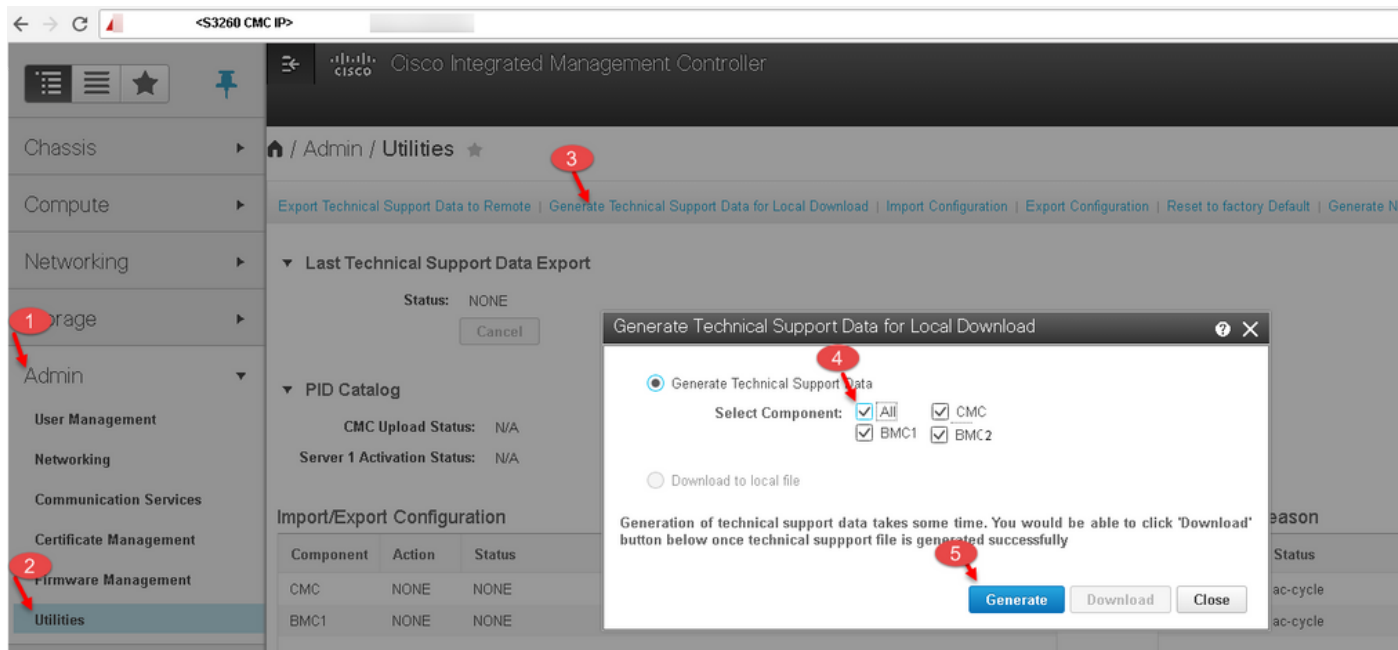 <S3260 CMC IP>
cisco Cisco Integrated Management Controller
Chassis
Compute
Networking
orage
Admin
User Management
Networking
Communication Services
Certificate Management
Firmware Management
Utilities
1
2
/ Admin / Utilities
3
Export Technical Support Data to Remote | Generate Technical Support Data for Local Download | Import Configuration | Export Configuration | Reset to factory Default | Generate N
Last Technical Support Data Export
Status: NONE
Cancel
PID Catalog
CMC Upload Status: N/A
Server 1 Activation Status: N/A
Import/Export Configuration
Component Action Status
CMC NONE NONE
BMC1 NONE NONE
Generate Technical Support Data for Local Download
4
Generate Technical Support Data
Select Component: All CMC
BMC1 BMC2
Download to local file
Generation of technical support data takes some time. You would be able to click 'Download'
button below once technical suppport file is generated successfully
5
Generate Download Close
eason
Status
ac-cycle
ac-cycle